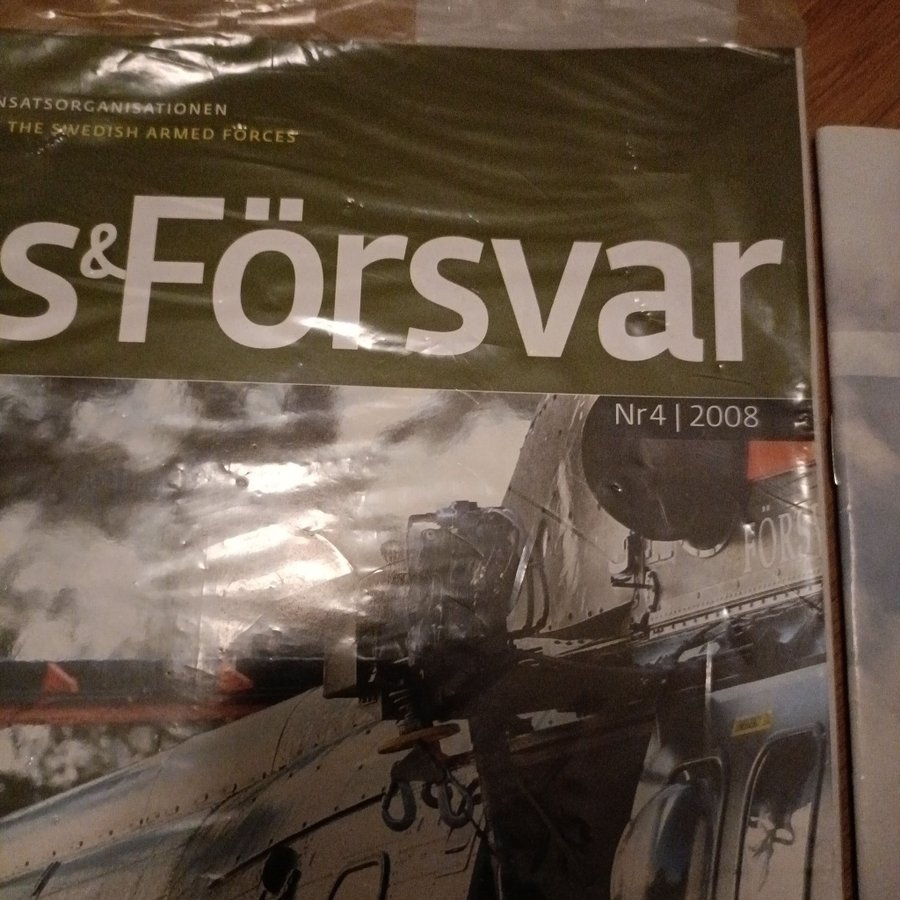 NSATSORGANISATIONEN
THE SWEDISH ARMED FORCES
s&Försvar
Nr4 | 2008
FÖRS